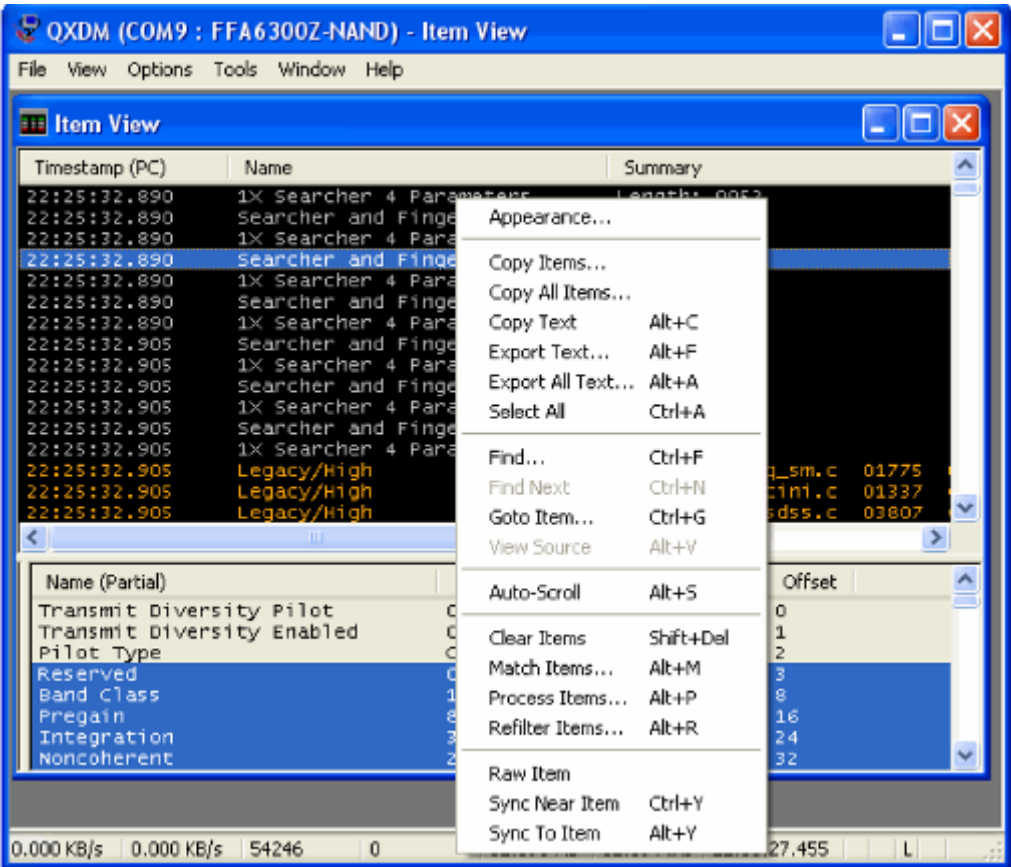 QXDM (COM9 : FFA6300Z-NAND) - Item View
File View Options Tools Window Help
Item View
Timestamp (PC) Name Summary
22:25:32.890 1X Searcher 4 Parameters Length: 0052
22:25:32.890 Searcher and Finge
22:25:32.890 1X Searcher 4 Para
22:25:32.890 Searcher and Finge
22:25:32.890 1X Searcher 4 Para
22:25:32.890 Searcher and Finge
22:25:32.890 1X Searcher 4 Para
22:25:32.905 Searcher and Finge
22:25:32.905 1X Searcher 4 Para
22:25:32.905 Searcher and Finge
22:25:32.905 1X Searcher 4 Para
22:25:32.905 Searcher and Finge
22:25:32.905 1X Searcher 4 Para
22:25:32.905 Legacy/High q_sm.c 01775
22:25:32.905 Legacy/High cini.c 01337
22:25:32.905 Legacy/High sdss.c 03807
Appearance...
Copy Items...
Copy All Items...
Copy Text Alt+C
Export Text... Alt+F
Export All Text... Alt+A
Select All Ctrl+A
Find... Ctrl+F
Find Next Ctrl+N
Goto Item... Ctrl+G
View Source Alt+V
Auto-Scroll Alt+S
Clear Items Shift+Del
Match Items... Alt+M
Process Items... Alt+P
Refilter Items... Alt+R
Raw Item
Sync Near Item Ctrl+Y
Sync To Item Alt+Y
Name (Partial) Offset
Transmit Diversity Pilot 0
Transmit Diversity Enabled 1
Pilot Type 2
Reserved 3
Band Class 1 8
Pregain 8 16
Integration 3 24
Noncoherent 2 32
0.000 KB/s 0.000 KB/s 54246 0 27.455 L